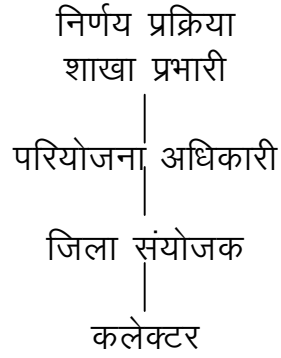 निर्णय प्रक्रिया
शाखा प्रभारी
परियोजना अधिकारी
जिला संयोजक
कलेक्टर